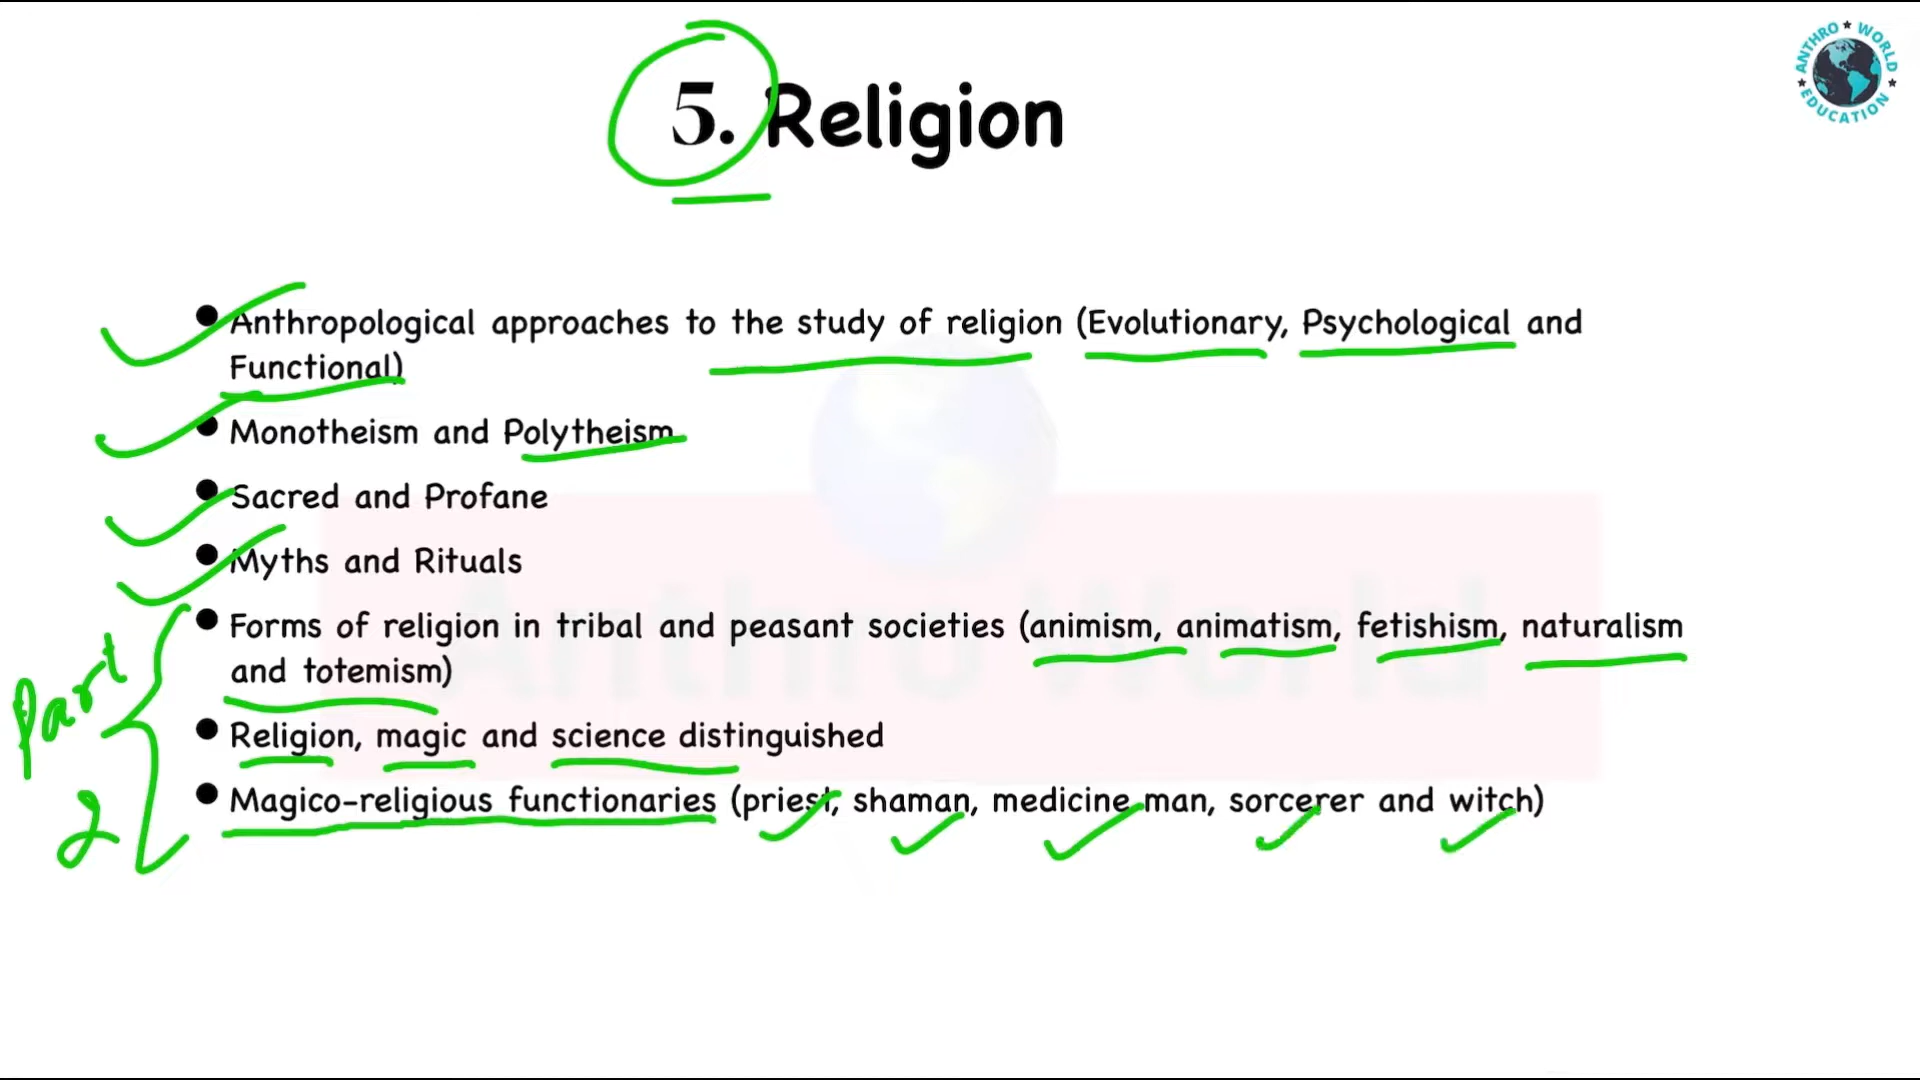 ANTHRO WORLD
EDUCATION
5. Religion
● Anthropological approaches to the study of religion (Evolutionary, Psychological and
Functional)
● Monotheism and Polytheism
● Sacred and Profane
● Myths and Rituals
● Forms of religion in tribal and peasant societies (animism, animatism, fetishism, naturalism
and totemism)
● Religion, magic and science distinguished
● Magico-religious functionaries (priest, shaman, medicine man, sorcerer and witch)
Part
2
Anthro World